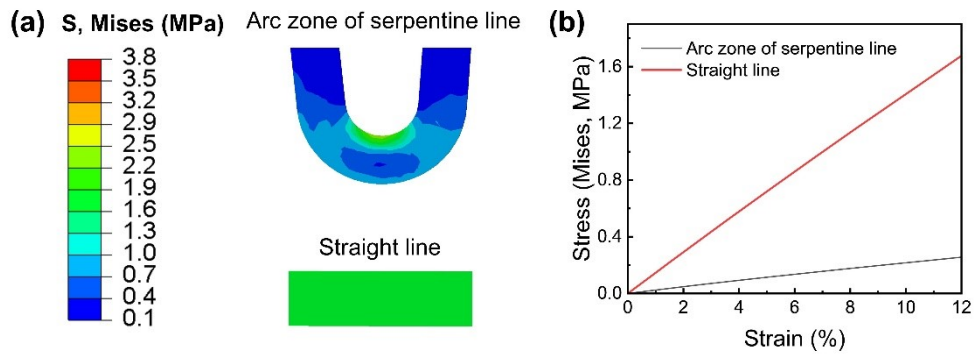 (a) S, Mises (MPa)
3.8
3.5
3.2
2.9
2.5
2.2
1.9
1.6
1.3
1.0
0.7
0.4
0.1
Arc zone of serpentine line
Straight line
(b)
Arc zone of serpentine line
Straight line
Stress (Mises, MPa)
1.6
1.2
0.8
0.4
0.0
0 2 4 6 8 10 12
Strain (%)